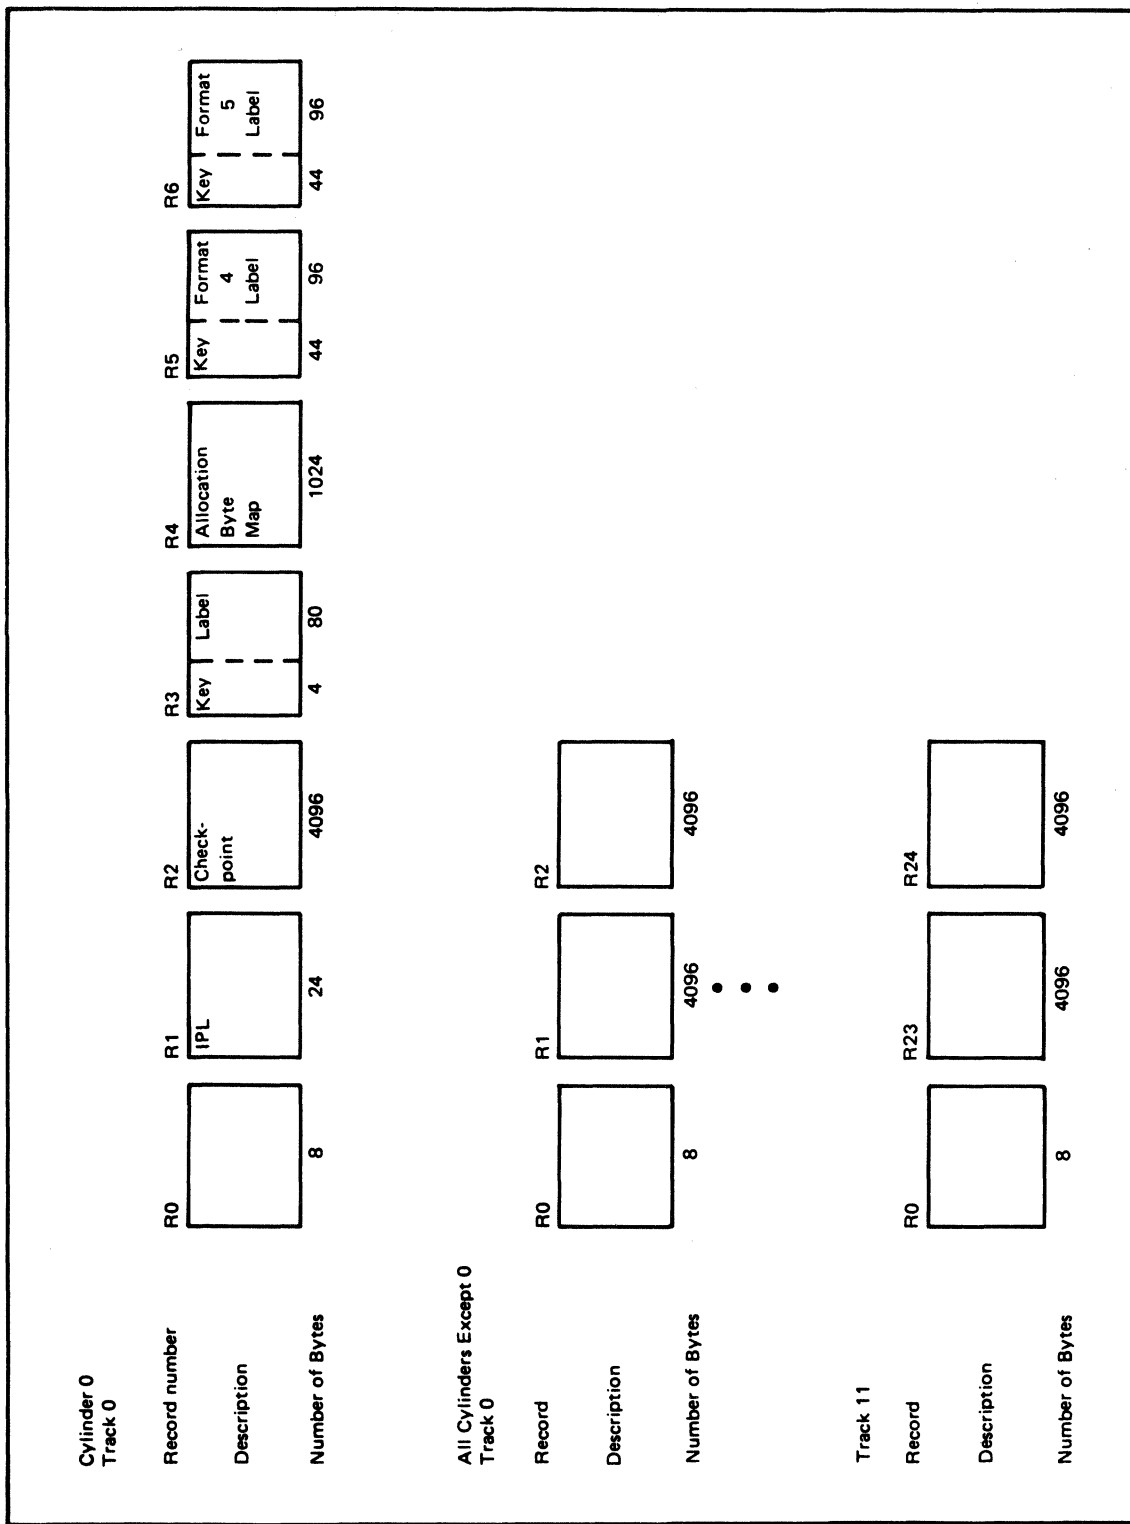 Cylinder 0
Track 0
Record number R0 R1 R2 R3 R4 R5 R6
Description IPL Check-point Key Label Allocation Byte Map Key Format 4 Label Key Format 5 Label
Number of Bytes 8 24 4096 4 80 1024 44 96 44 96
All Cylinders Except 0
Track 0
Record R0 R1 R2
Description
Number of Bytes 8 4096 4096
Track 11
Record R0 R23 R24
Description
Number of Bytes 8 4096 4096